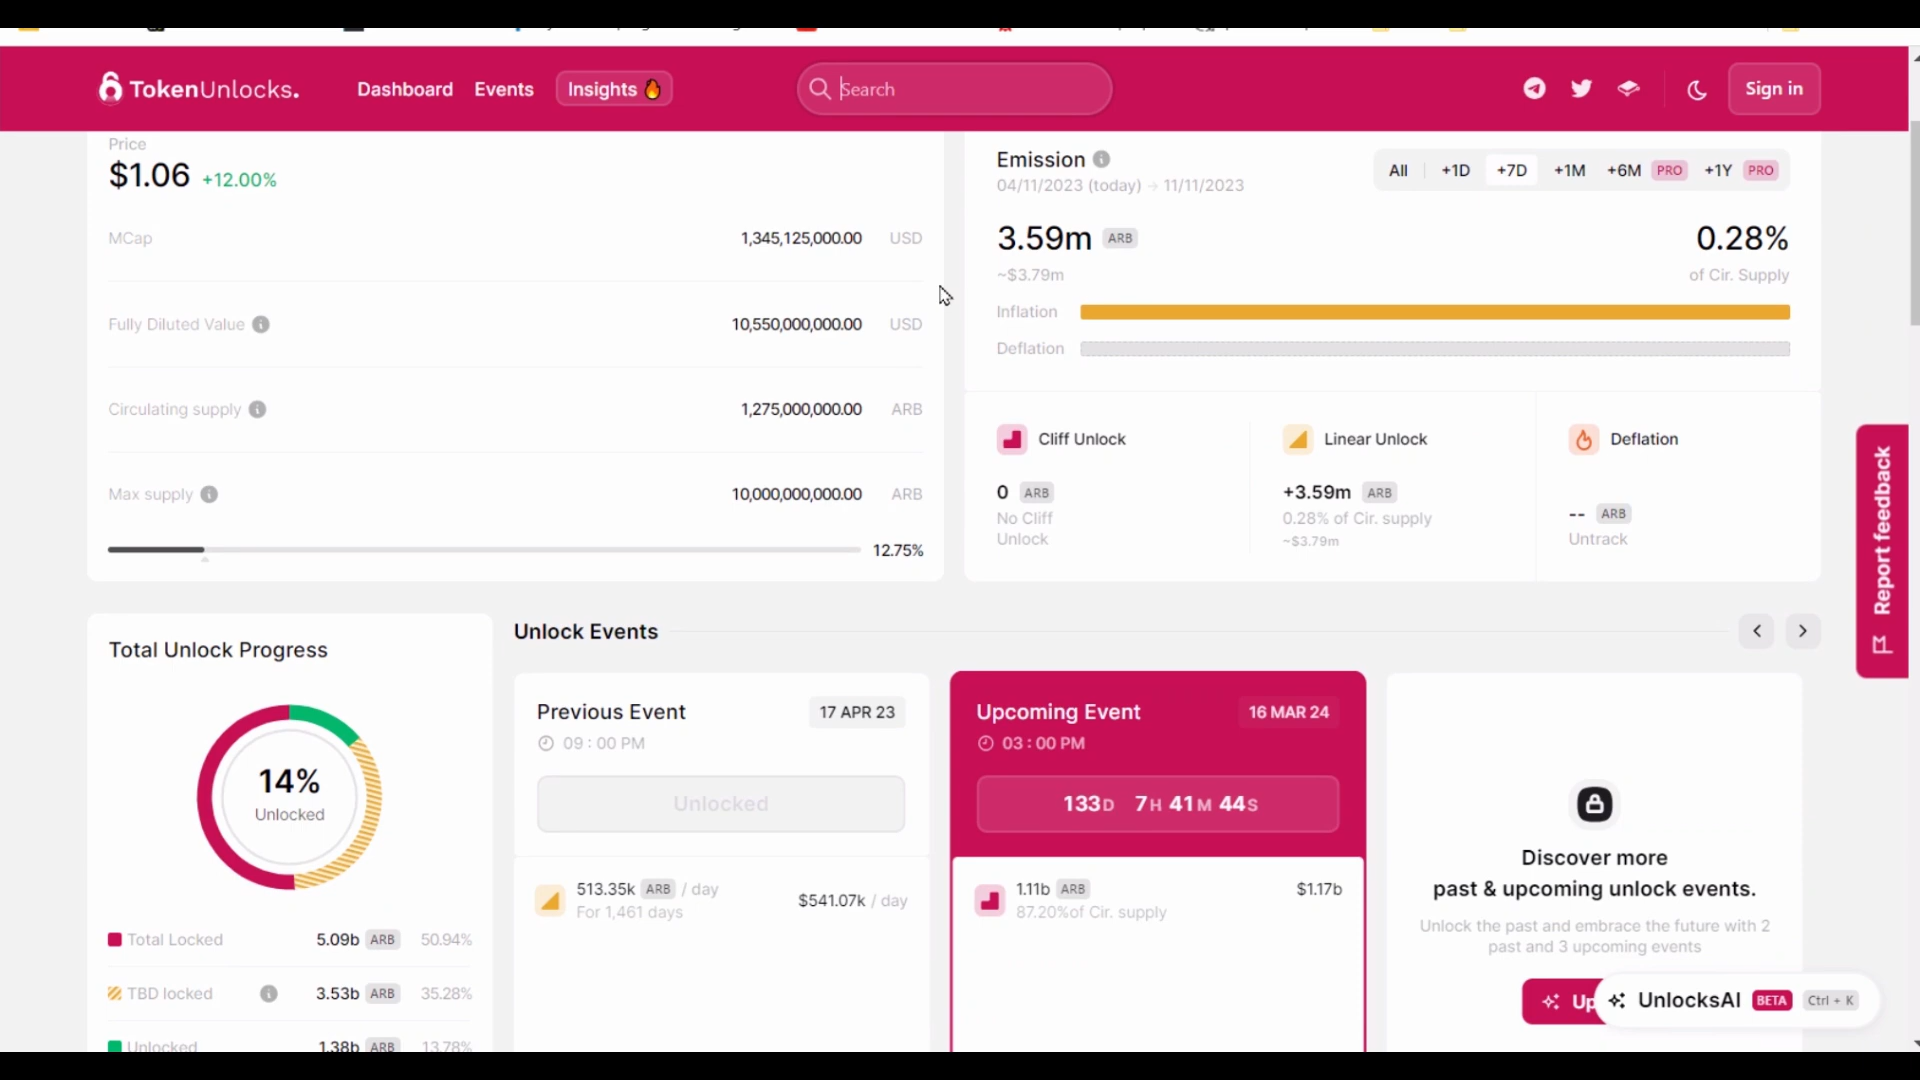 TokenUnlocks.
Dashboard
Events
Insights
Search
Sign in
Price
$1.06 +12.00%
MCap 1,345,125,000.00 USD
Fully Diluted Value 10,550,000,000.00 USD
Circulating supply 1,275,000,000.00 ARB
Max supply 10,000,000,000.00 ARB
12.75%
Emission
04/11/2023 (today) → 11/11/2023
All +1D +7D +1M +6M PRO +1Y PRO
3.59m ARB 0.28%
~$3.79m of Cir. Supply
Inflation
Deflation
Cliff Unlock
0 ARB
No Cliff
Unlock
Linear Unlock
+3.59m ARB
0.28% of Cir. supply
~$3.79m
Deflation
-- ARB
Untrack
Report feedback
Total Unlock Progress
14%
Unlocked
Total Locked 5.09b ARB 50.94%
TBD locked 3.53b ARB 35.28%
Unlocked 1.38b ARB 13.78%
Unlock Events
Previous Event 17 APR 23
09 : 00 PM
Unlocked
513.35k ARB / day $541.07k / day
For 1,461 days
Upcoming Event 16 MAR 24
03 : 00 PM
133D 7H 41M 44S
1.11b ARB $1.17b
87.20%of Cir. supply
Discover more
past & upcoming unlock events.
Unlock the past and embrace the future with 2
past and 3 upcoming events
Up
UnlocksAI BETA Ctrl + K